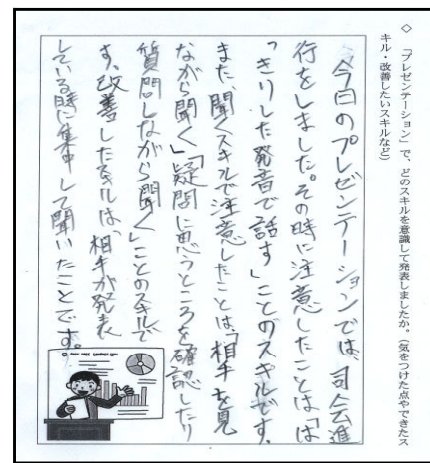 ◇ 「プレゼンテーション」で、どのスキルを意識して発表しましたか。（気をつけた点やできたス
キル・改善したいスキルなど）
今日のプレゼンテーションでは、司会進
行をしました。その時に注意したことは「は
っきりした発音で話す」ことのスキルです。
また、聞くスキルで注意したことは、「相手を見
ながら聞く」「疑問に思うところを確認したり
質問しながら聞く」ことのスキルで
す。改善したスキルは、相手が発表
している時に集中して聞いたことです。